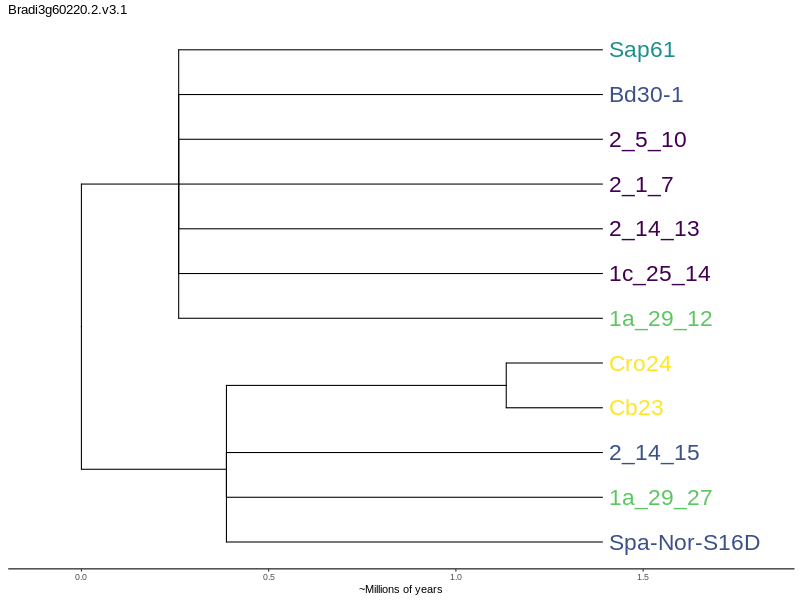 Bradi3g60220.2.v3.1
Sap61
Bd30-1
2_5_10
2_1_7
2_14_13
1c_25_14
1a_29_12
Cro24
Cb23
2_14_15
1a_29_27
Spa-Nor-S16D
0.0 0.5 1.0 1.5
~Millions of years